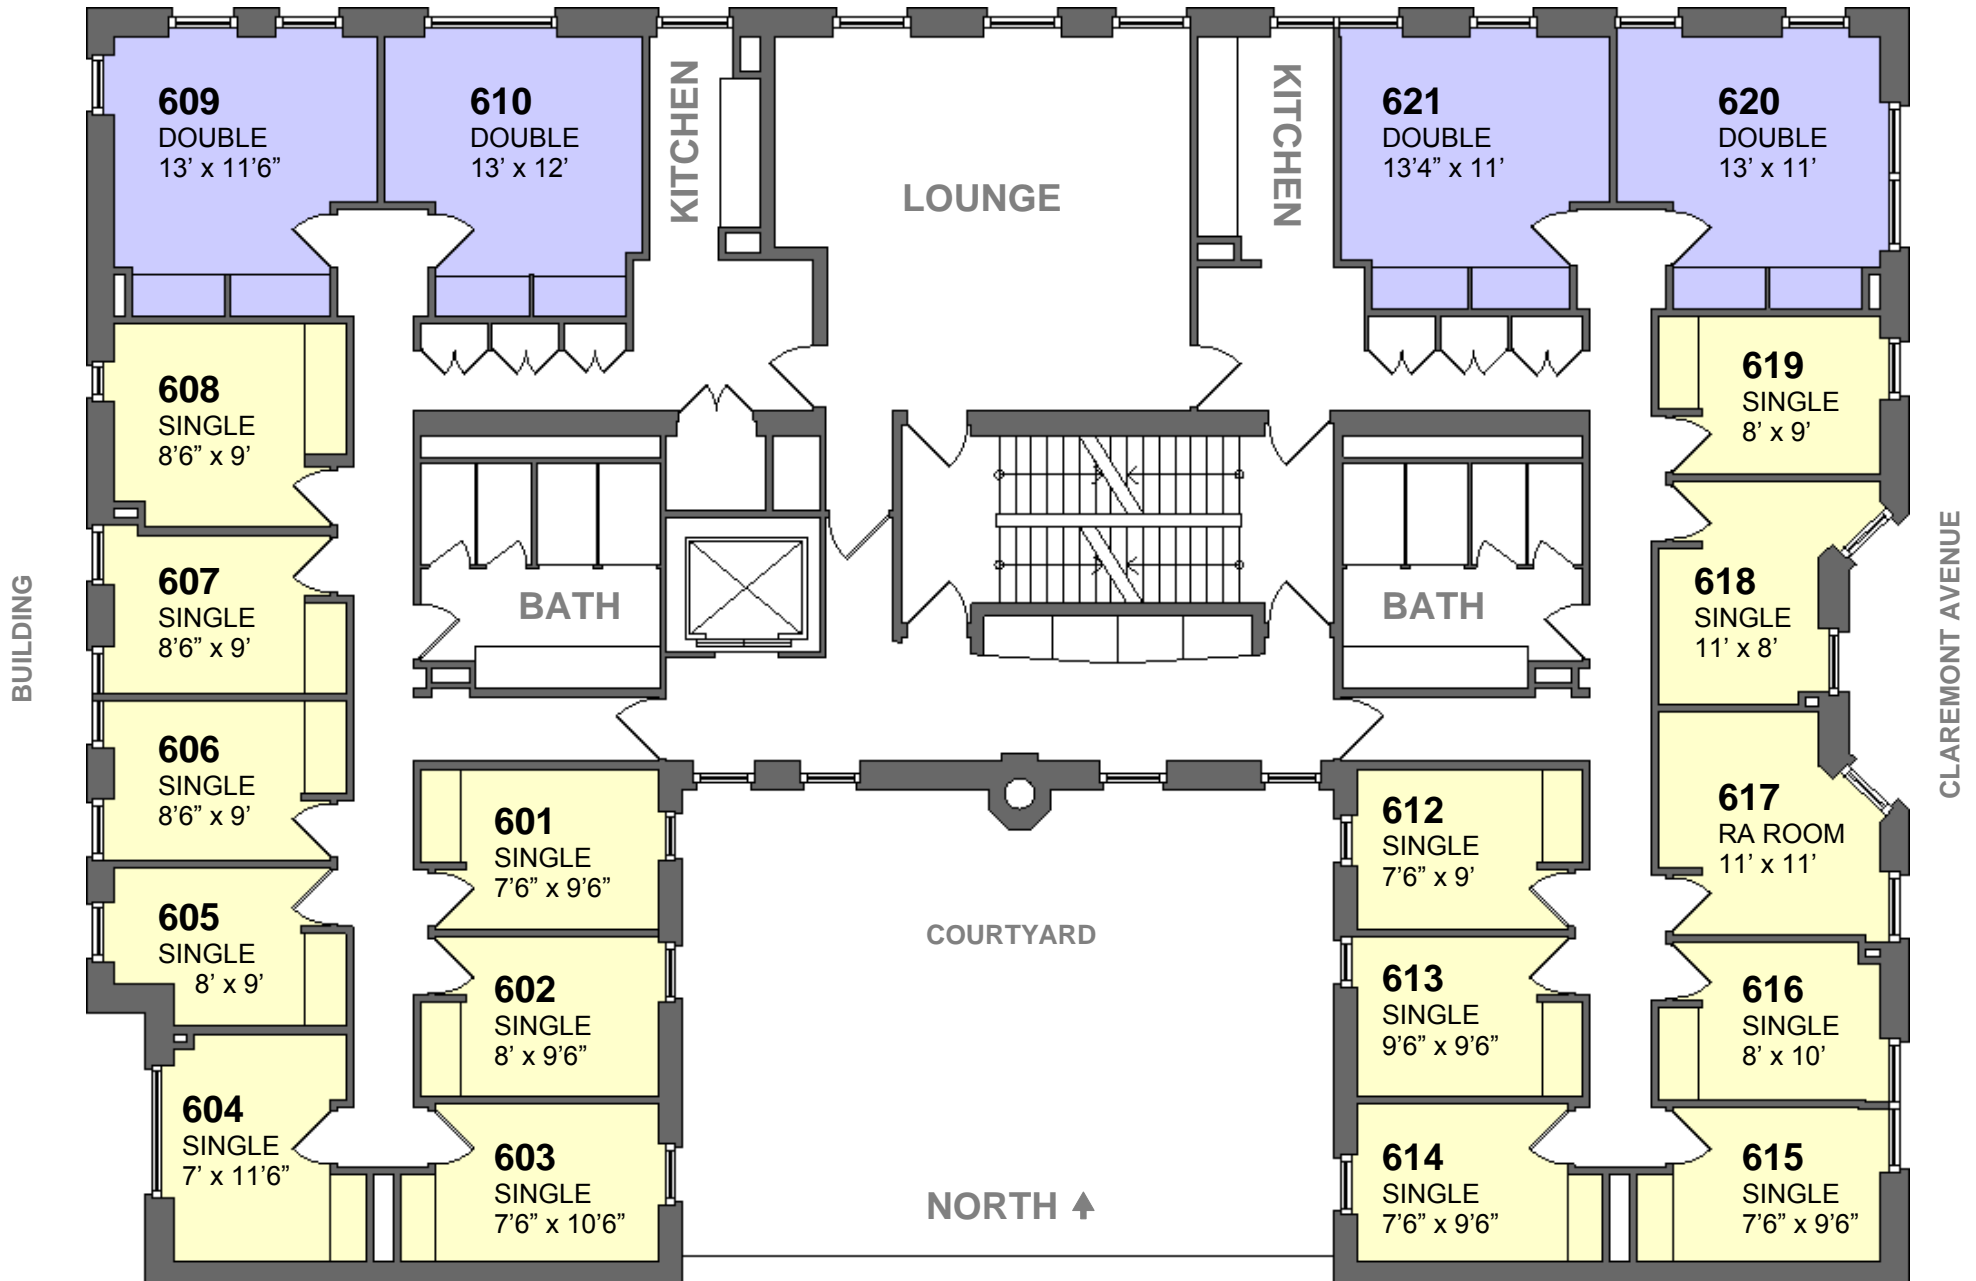 609
DOUBLE
13’ x 11’6”
610
DOUBLE
13’ x 12’
KITCHEN
LOUNGE
KITCHEN
621
DOUBLE
13’4” x 11’
620
DOUBLE
13’ x 11’
608
SINGLE
8’6” x 9’
619
SINGLE
8’ x 9’
607
SINGLE
8’6” x 9’
BATH
BATH
618
SINGLE
11’ x 8’
BUILDING
CLAREMONT AVENUE
606
SINGLE
8’6” x 9’
601
SINGLE
7’6” x 9’6”
612
SINGLE
7’6” x 9’
617
RA ROOM
11’ x 11’
605
SINGLE
8’ x 9’
COURTYARD
602
SINGLE
8’ x 9’6”
613
SINGLE
9’6” x 9’6”
616
SINGLE
8’ x 10’
604
SINGLE
7’ x 11’6”
603
SINGLE
7’6” x 10’6”
NORTH
614
SINGLE
7’6” x 9’6”
615
SINGLE
7’6” x 9’6”